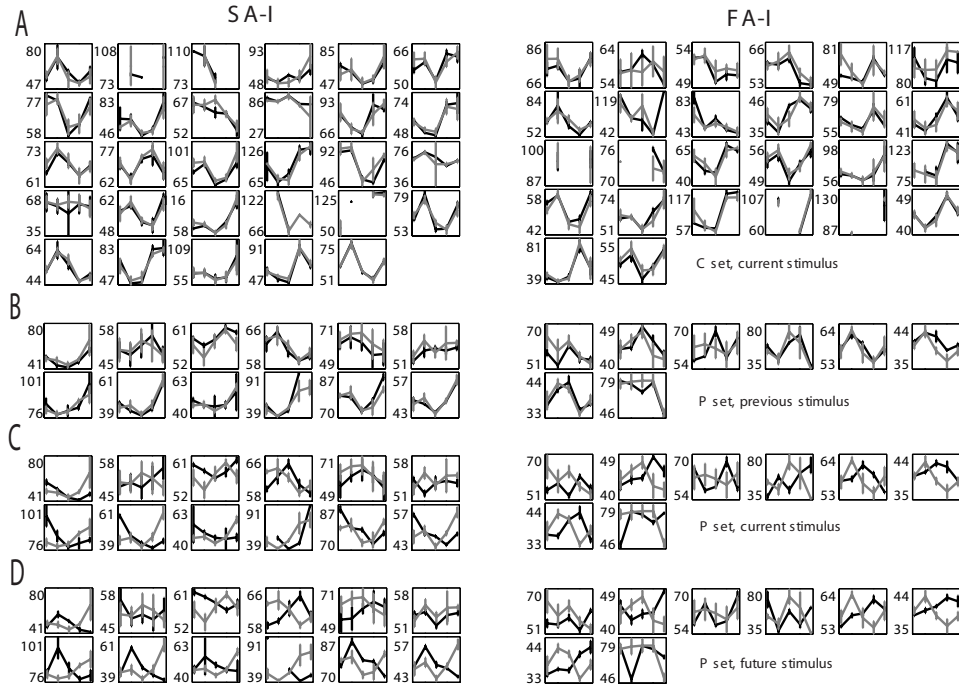 SA-I FA-I
A
80 108 110 93 85 66 86 64 54 66 81 117
47 73 73 48 47 50 66 54 49 53 49 80
77 83 67 86 93 74 84 119 83 46 79 61
58 46 52 27 66 48 52 42 43 35 55 41
73 77 101 126 92 76 100 76 65 56 98 123
61 62 65 66 46 36 87 70 40 49 56 75
68 62 16 122 125 79 58 74 117 107 130 49
35 48 58 66 50 53 42 51 57 60 87 40
64 83 109 91 75 81 55
44 47 55 47 51 39 45
C set, current stimulus
B
80 58 61 66 71 58 70 49 70 80 64 44
41 45 52 58 49 51 51 40 54 35 53 35
101 61 63 91 87 57 44 79
76 39 40 39 70 43 33 46
P set, previous stimulus
C
80 58 61 66 71 58 70 49 70 80 64 44
41 45 52 58 49 51 51 40 54 35 53 35
101 61 63 91 87 57 44 79
76 39 40 39 70 43 33 46
P set, current stimulus
D
80 58 61 66 71 58 70 49 70 80 64 44
41 45 52 58 49 51 51 40 54 35 53 35
101 61 63 91 87 57 44 79
76 39 40 39 70 43 33 46
P set, future stimulus